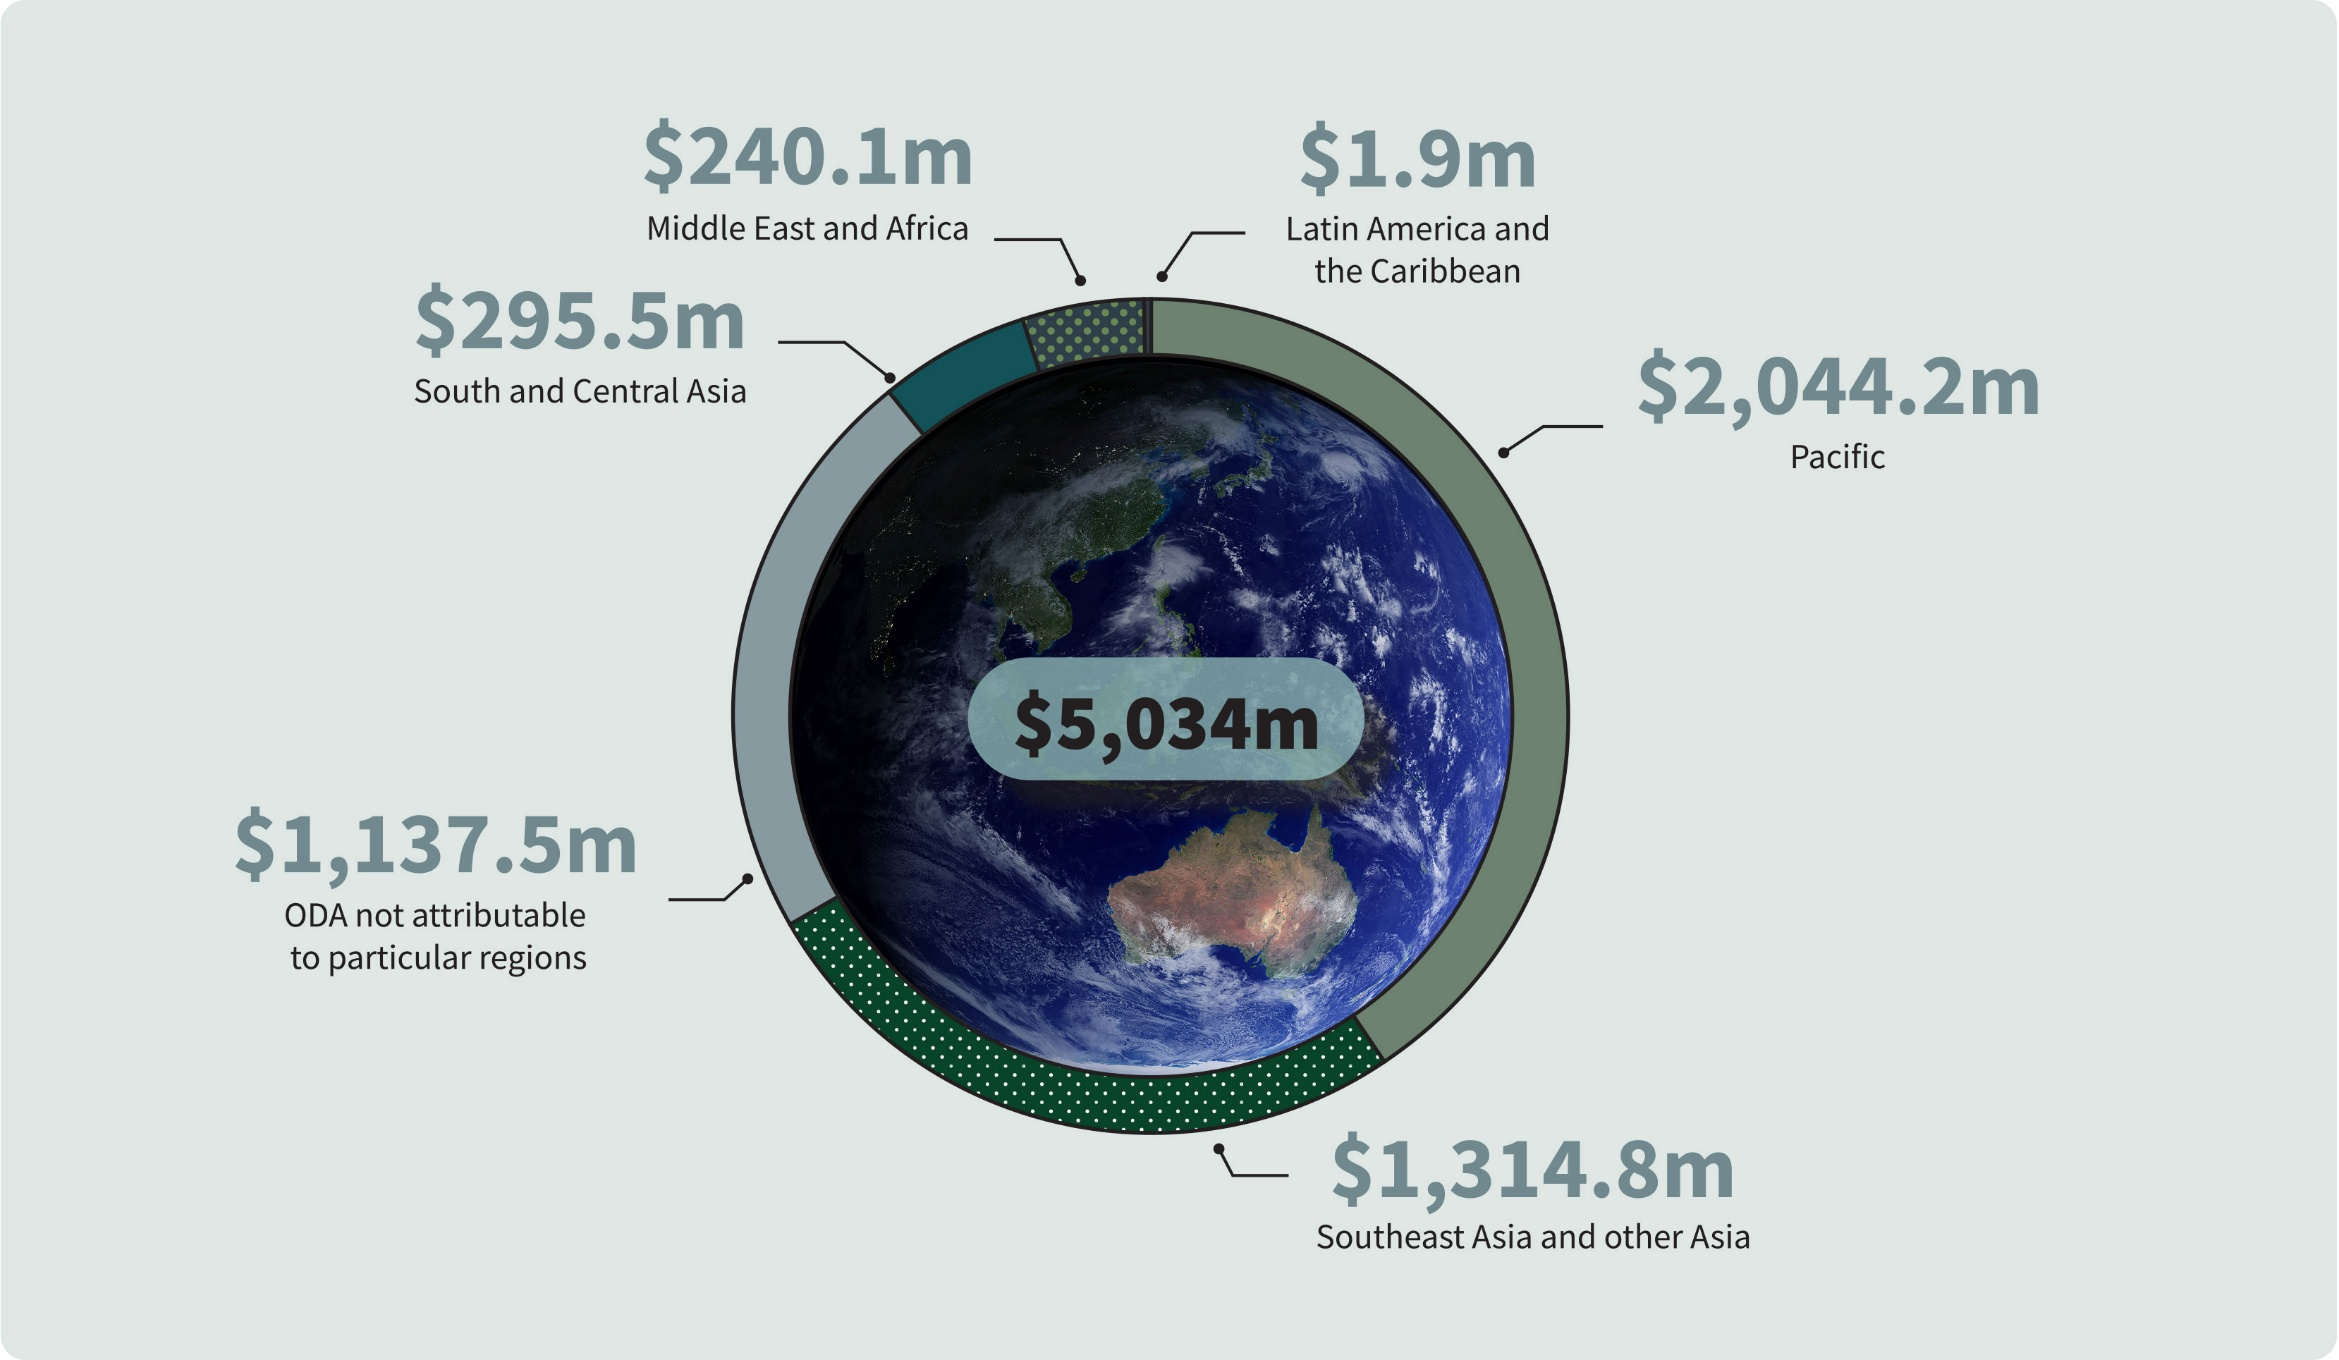 $240.1m
Middle East and Africa
$1.9m
Latin America and
the Caribbean
$295.5m
South and Central Asia
$2,044.2m
Pacific
$5,034m
$1,137.5m
ODA not attributable
to particular regions
$1,314.8m
Southeast Asia and other Asia